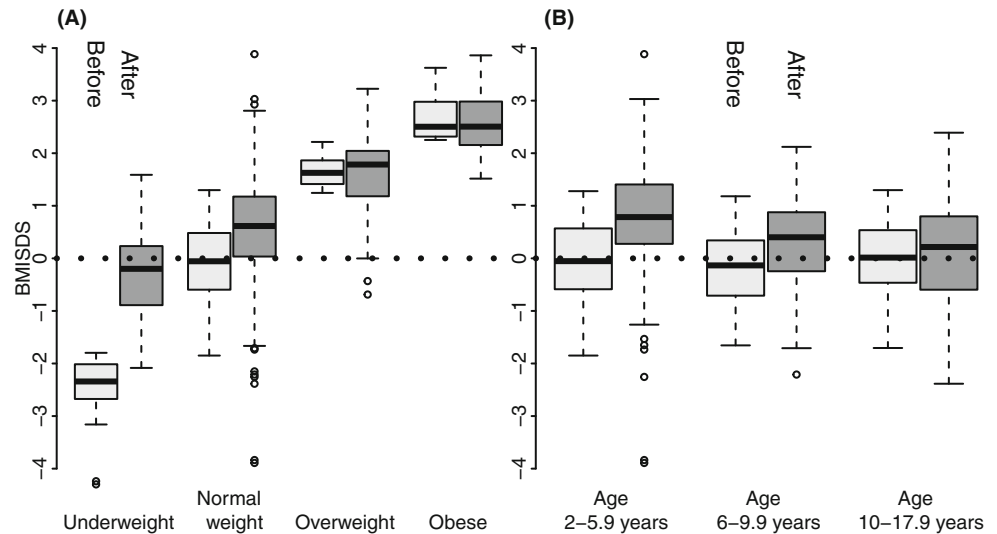 (A)
(B)
Before
After
Before
After
BMISDS
4
3
2
1
0
−1
−2
−3
−4
4
3
2
1
0
−1
−2
−3
−4
Underweight
Normal
weight
Overweight
Obese
Age
2−5.9 years
Age
6−9.9 years
Age
10−17.9 years